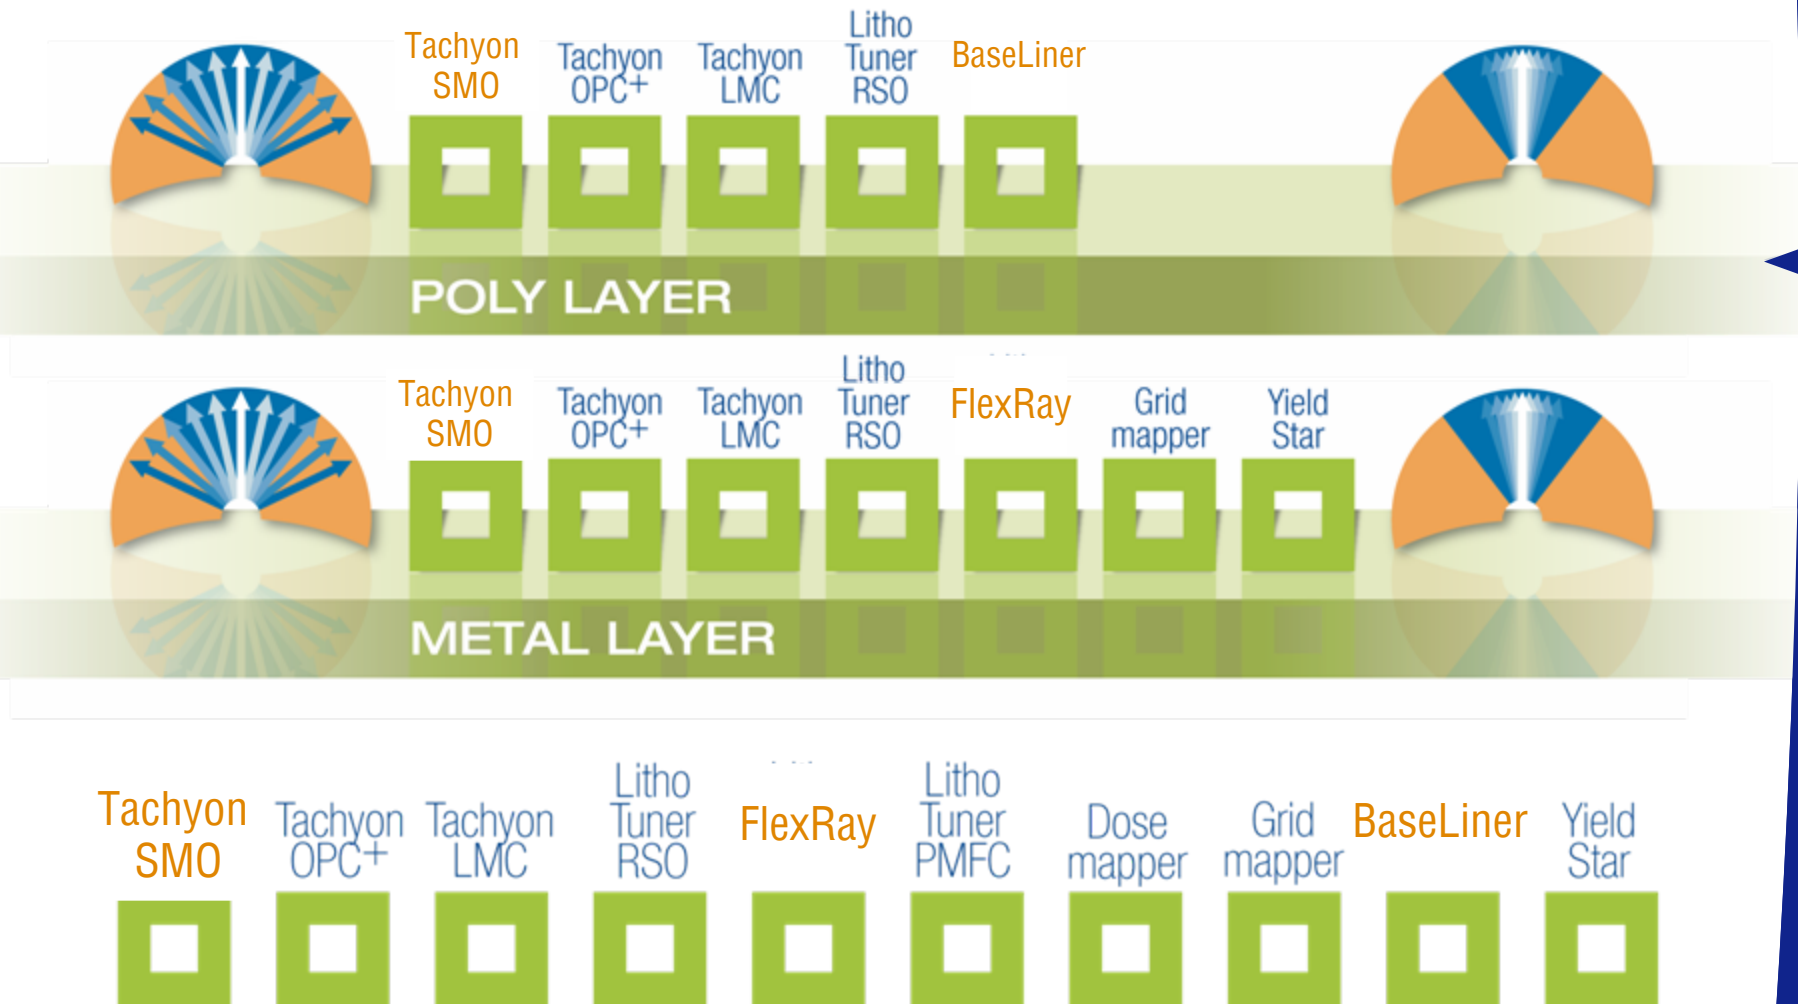 Tachyon
SMO
Tachyon
OPC+
Tachyon
LMC
Litho
Tuner
RSO
BaseLiner
POLY LAYER
Tachyon
SMO
Tachyon
OPC+
Tachyon
LMC
Litho
Tuner
RSO
FlexRay
Grid
mapper
Yield
Star
METAL LAYER
Tachyon
SMO
Tachyon
OPC+
Tachyon
LMC
Litho
Tuner
RSO
FlexRay
Litho
Tuner
PMFC
Dose
mapper
Grid
mapper
BaseLiner
Yield
Star